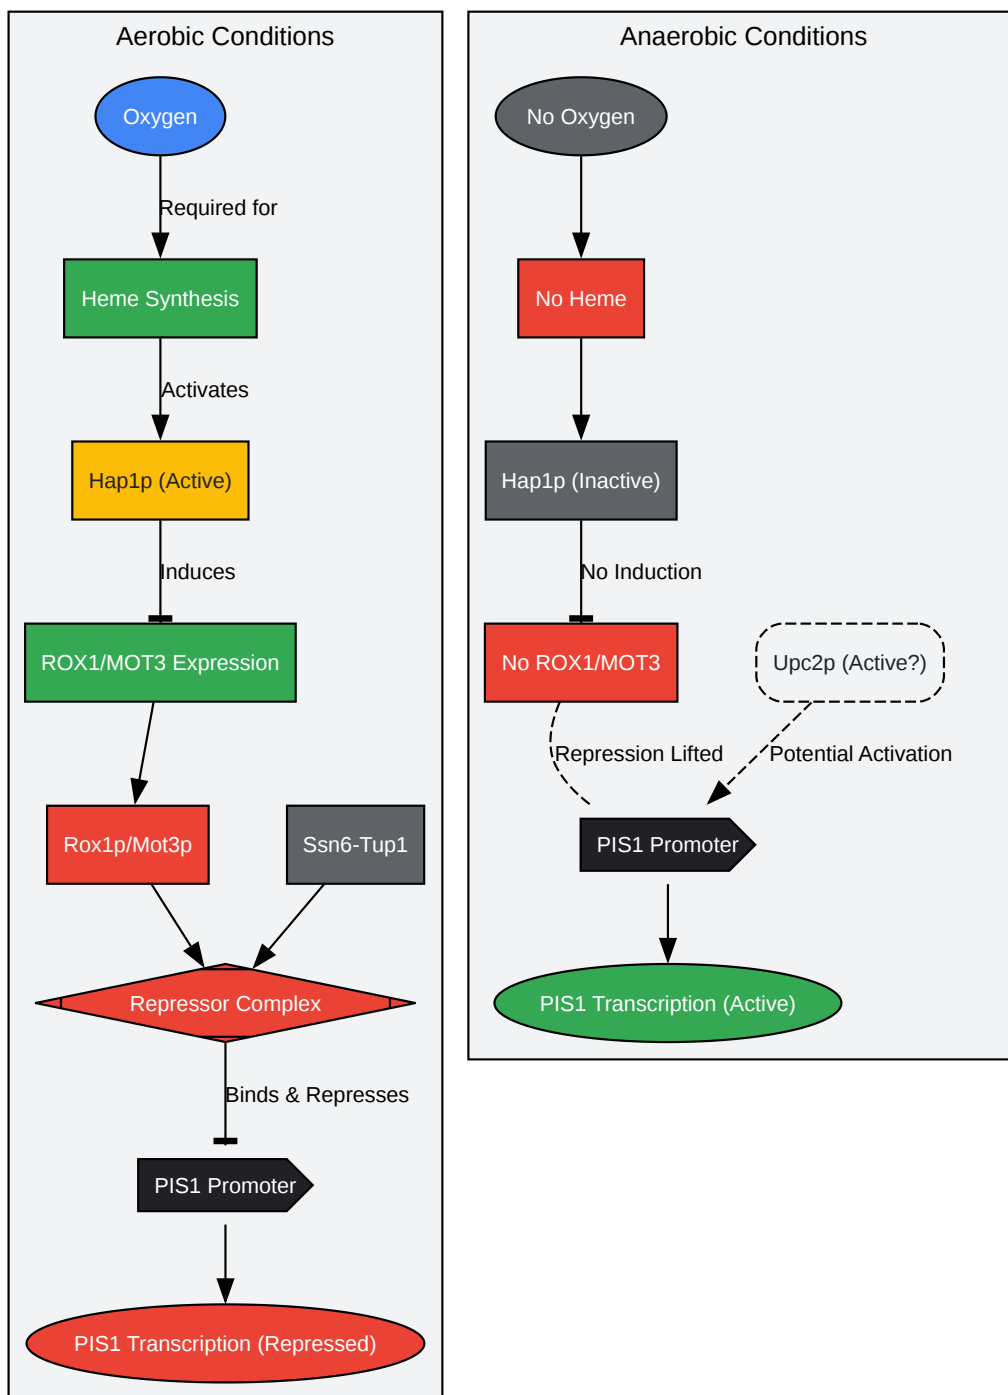 Aerobic Conditions
Oxygen
Required for
Heme Synthesis
Activates
Hap1p (Active)
Induces
ROX1/MOT3 Expression
Rox1p/Mot3p
Ssn6-Tup1
Repressor Complex
Binds & Represses
PIS1 Promoter
PIS1 Transcription (Repressed)
Anaerobic Conditions
No Oxygen
No Heme
Hap1p (Inactive)
No Induction
No ROX1/MOT3
Upc2p (Active?)
Repression Lifted
Potential Activation
PIS1 Promoter
PIS1 Transcription (Active)